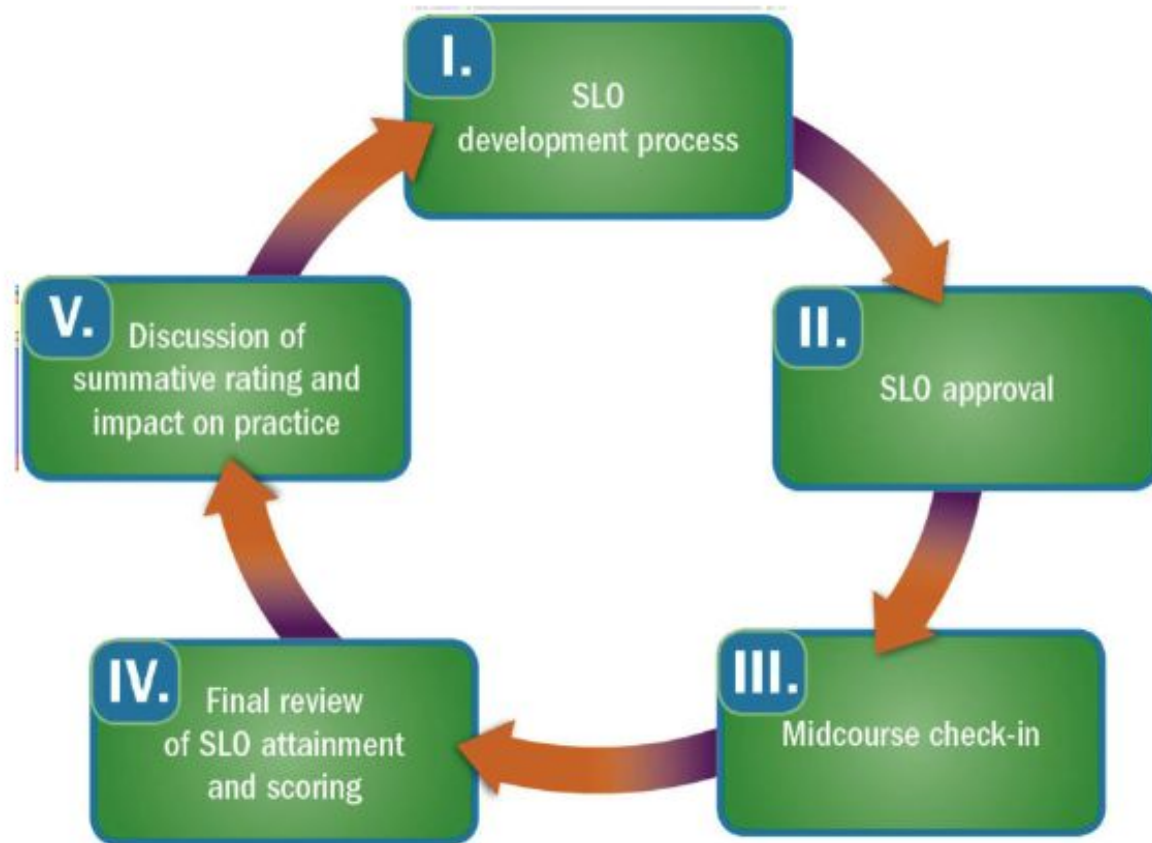 I.
SLO
development process
II.
SLO approval
III.
Midcourse check-in
IV.
Final review
of SLO attainment
and scoring
V.
Discussion of
summative rating and
impact on practice